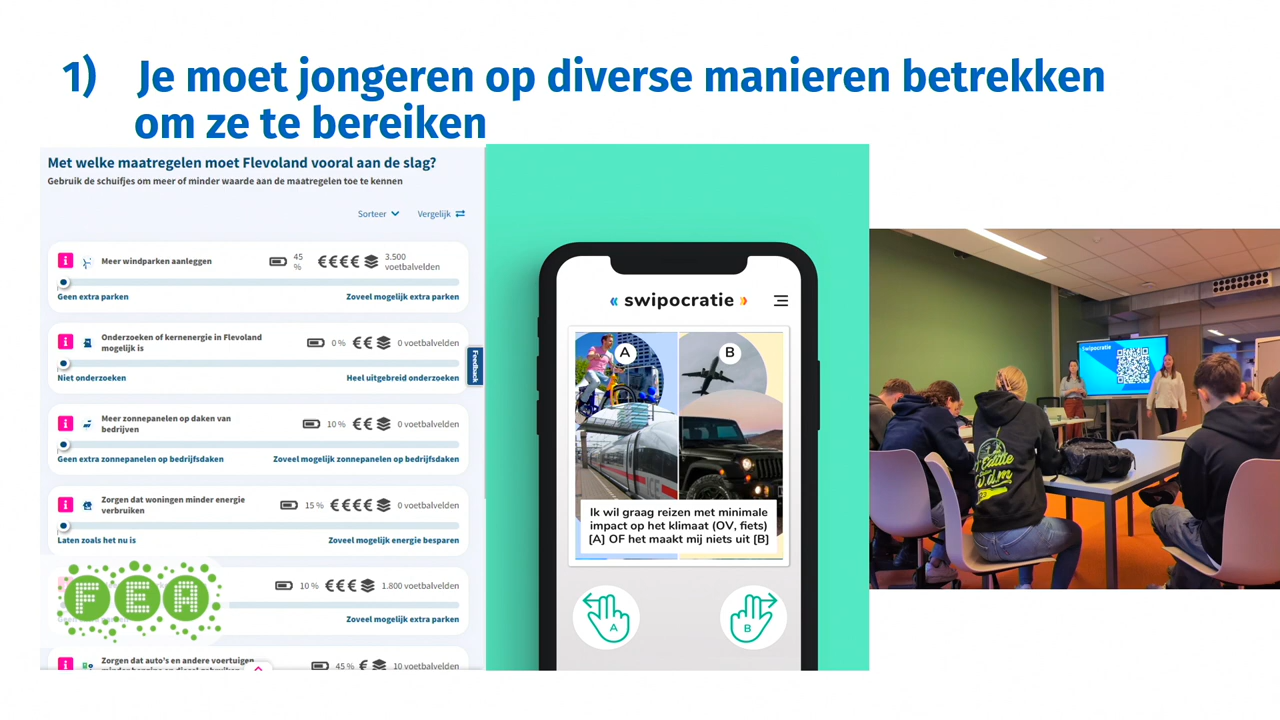 1) Je moet jongeren op diverse manieren betrekken
om ze te bereiken
Met welke maatregelen moet Flevoland vooral aan de slag?
Gebruik de schuifjes om meer of minder waarde aan de maatregelen toe te kennen
Sorteer Vergelijk
Meer windparken aanleggen
45
%
€€€€
3.500
voetbalvelden
Geen extra parken Zoveel mogelijk extra parken
Onderzoeken of kernenergie in Flevoland
mogelijk is
0 % €€ 0 voetbalvelden
Niet onderzoeken Heel uitgebreid onderzoeken
Feedback
Meer zonnepanelen op daken van
bedrijven
10 % €€ 0 voetbalvelden
Geen extra zonnepanelen op bedrijfsdaken Zoveel mogelijk zonnepanelen op bedrijfsdaken
Zorgen dat woningen minder energie
verbruiken
15 % €€€€ 0 voetbalvelden
Laten zoals het nu is Zoveel mogelijk energie besparen
10 % €€€ 1.800 voetbalvelden
Zoveel mogelijk extra parken
FEA
Zorgen dat auto's en andere voertuigen
45 % € 10 voetbalvelden
« swipocratie »
A B
Ik wil graag reizen met minimale
impact op het klimaat (OV, fiets)
[A] OF het maakt mij niets uit [B]
A B
ICE
Swipocratie
Editie